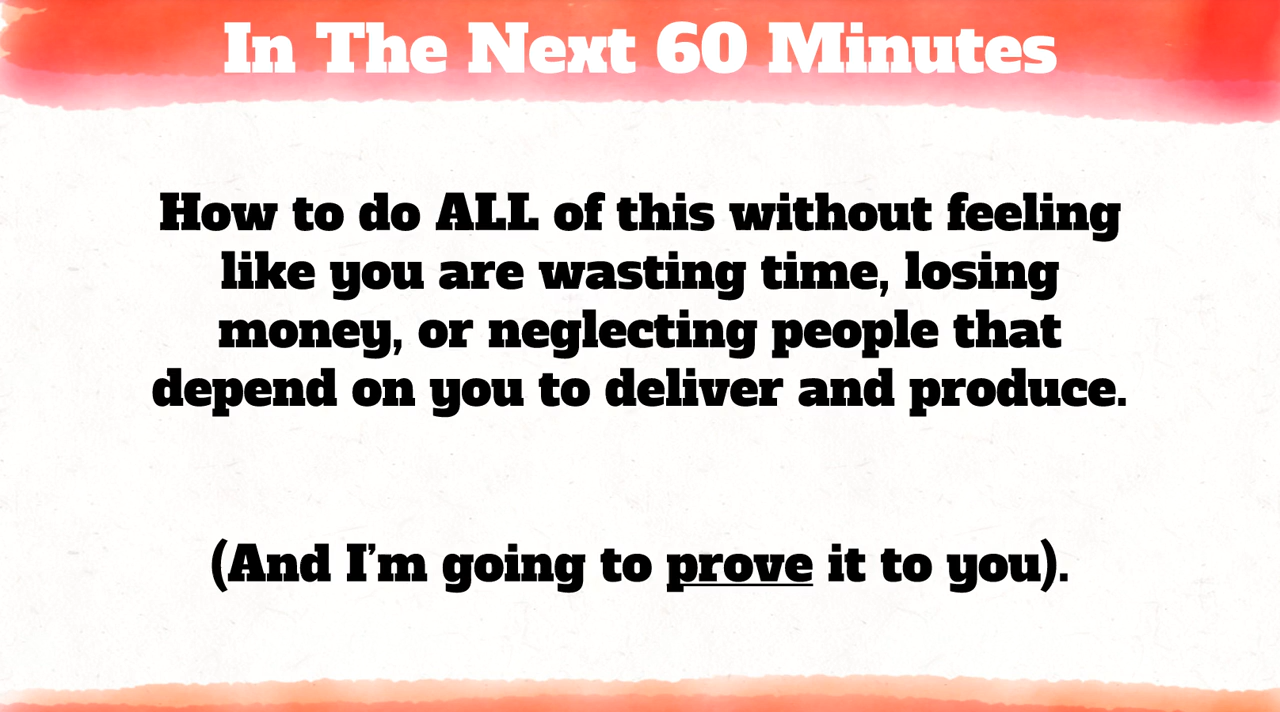 In The Next 60 Minutes
How to do ALL of this without feeling
like you are wasting time, losing
money, or neglecting people that
depend on you to deliver and produce.
(And I’m going to prove it to you).